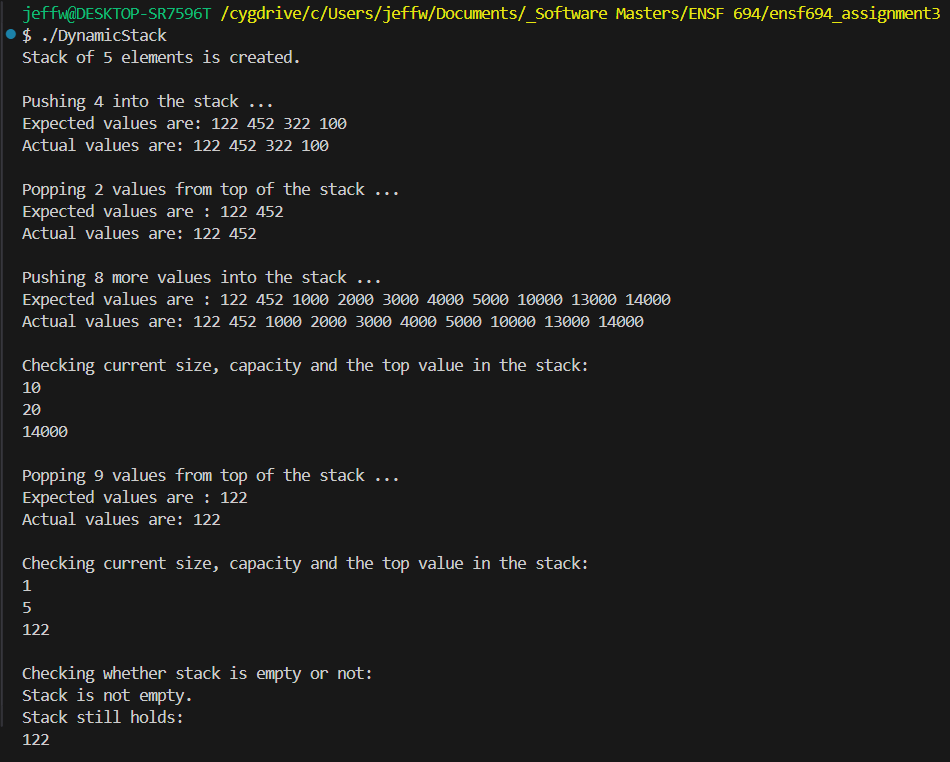 jeffw@DESKTOP-SR7596T /cygdrive/c/Users/jeffw/Documents/_Software Masters/ENSF 694/ensf694_assignment3
$ ./DynamicStack
Stack of 5 elements is created.
Pushing 4 into the stack ...
Expected values are: 122 452 322 100
Actual values are: 122 452 322 100
Popping 2 values from top of the stack ...
Expected values are : 122 452
Actual values are: 122 452
Pushing 8 more values into the stack ...
Expected values are : 122 452 1000 2000 3000 4000 5000 10000 13000 14000
Actual values are: 122 452 1000 2000 3000 4000 5000 10000 13000 14000
Checking current size, capacity and the top value in the stack:
10
20
14000
Popping 9 values from top of the stack ...
Expected values are : 122
Actual values are: 122
Checking current size, capacity and the top value in the stack:
1
5
122
Checking whether stack is empty or not:
Stack is not empty.
Stack still holds:
122